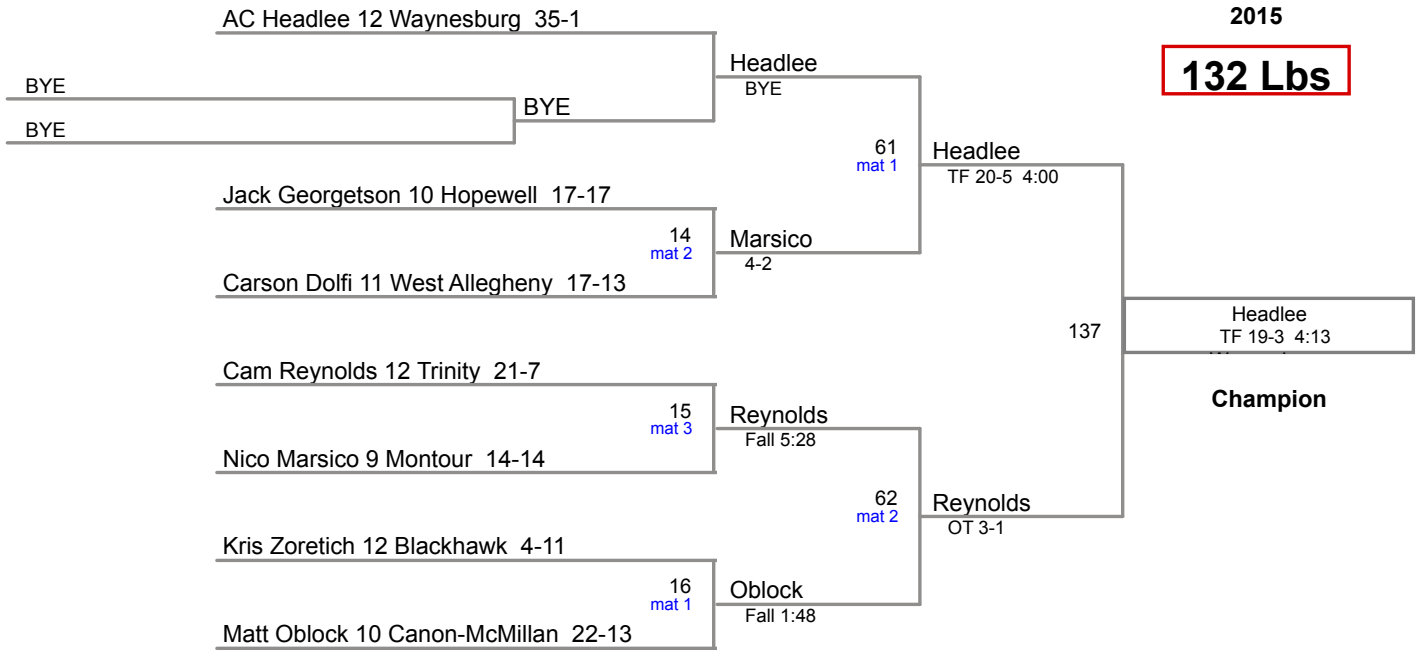 AC Headlee 12 Waynesburg 35-1
2015
132 Lbs
Headlee
BYE
BYE
BYE
BYE
61
mat 1
Headlee
TF 20-5 4:00
Jack Georgetson 10 Hopewell 17-17
14
mat 2
Marsico
4-2
Carson Dolfi 11 West Allegheny 17-13
137
Headlee
TF 19-3 4:13
Champion
Cam Reynolds 12 Trinity 21-7
15
mat 3
Reynolds
Fall 5:28
Nico Marsico 9 Montour 14-14
62
mat 2
Reynolds
OT 3-1
Kris Zoretich 12 Blackhawk 4-11
16
mat 1
Oblock
Fall 1:48
Matt Oblock 10 Canon-McMillan 22-13